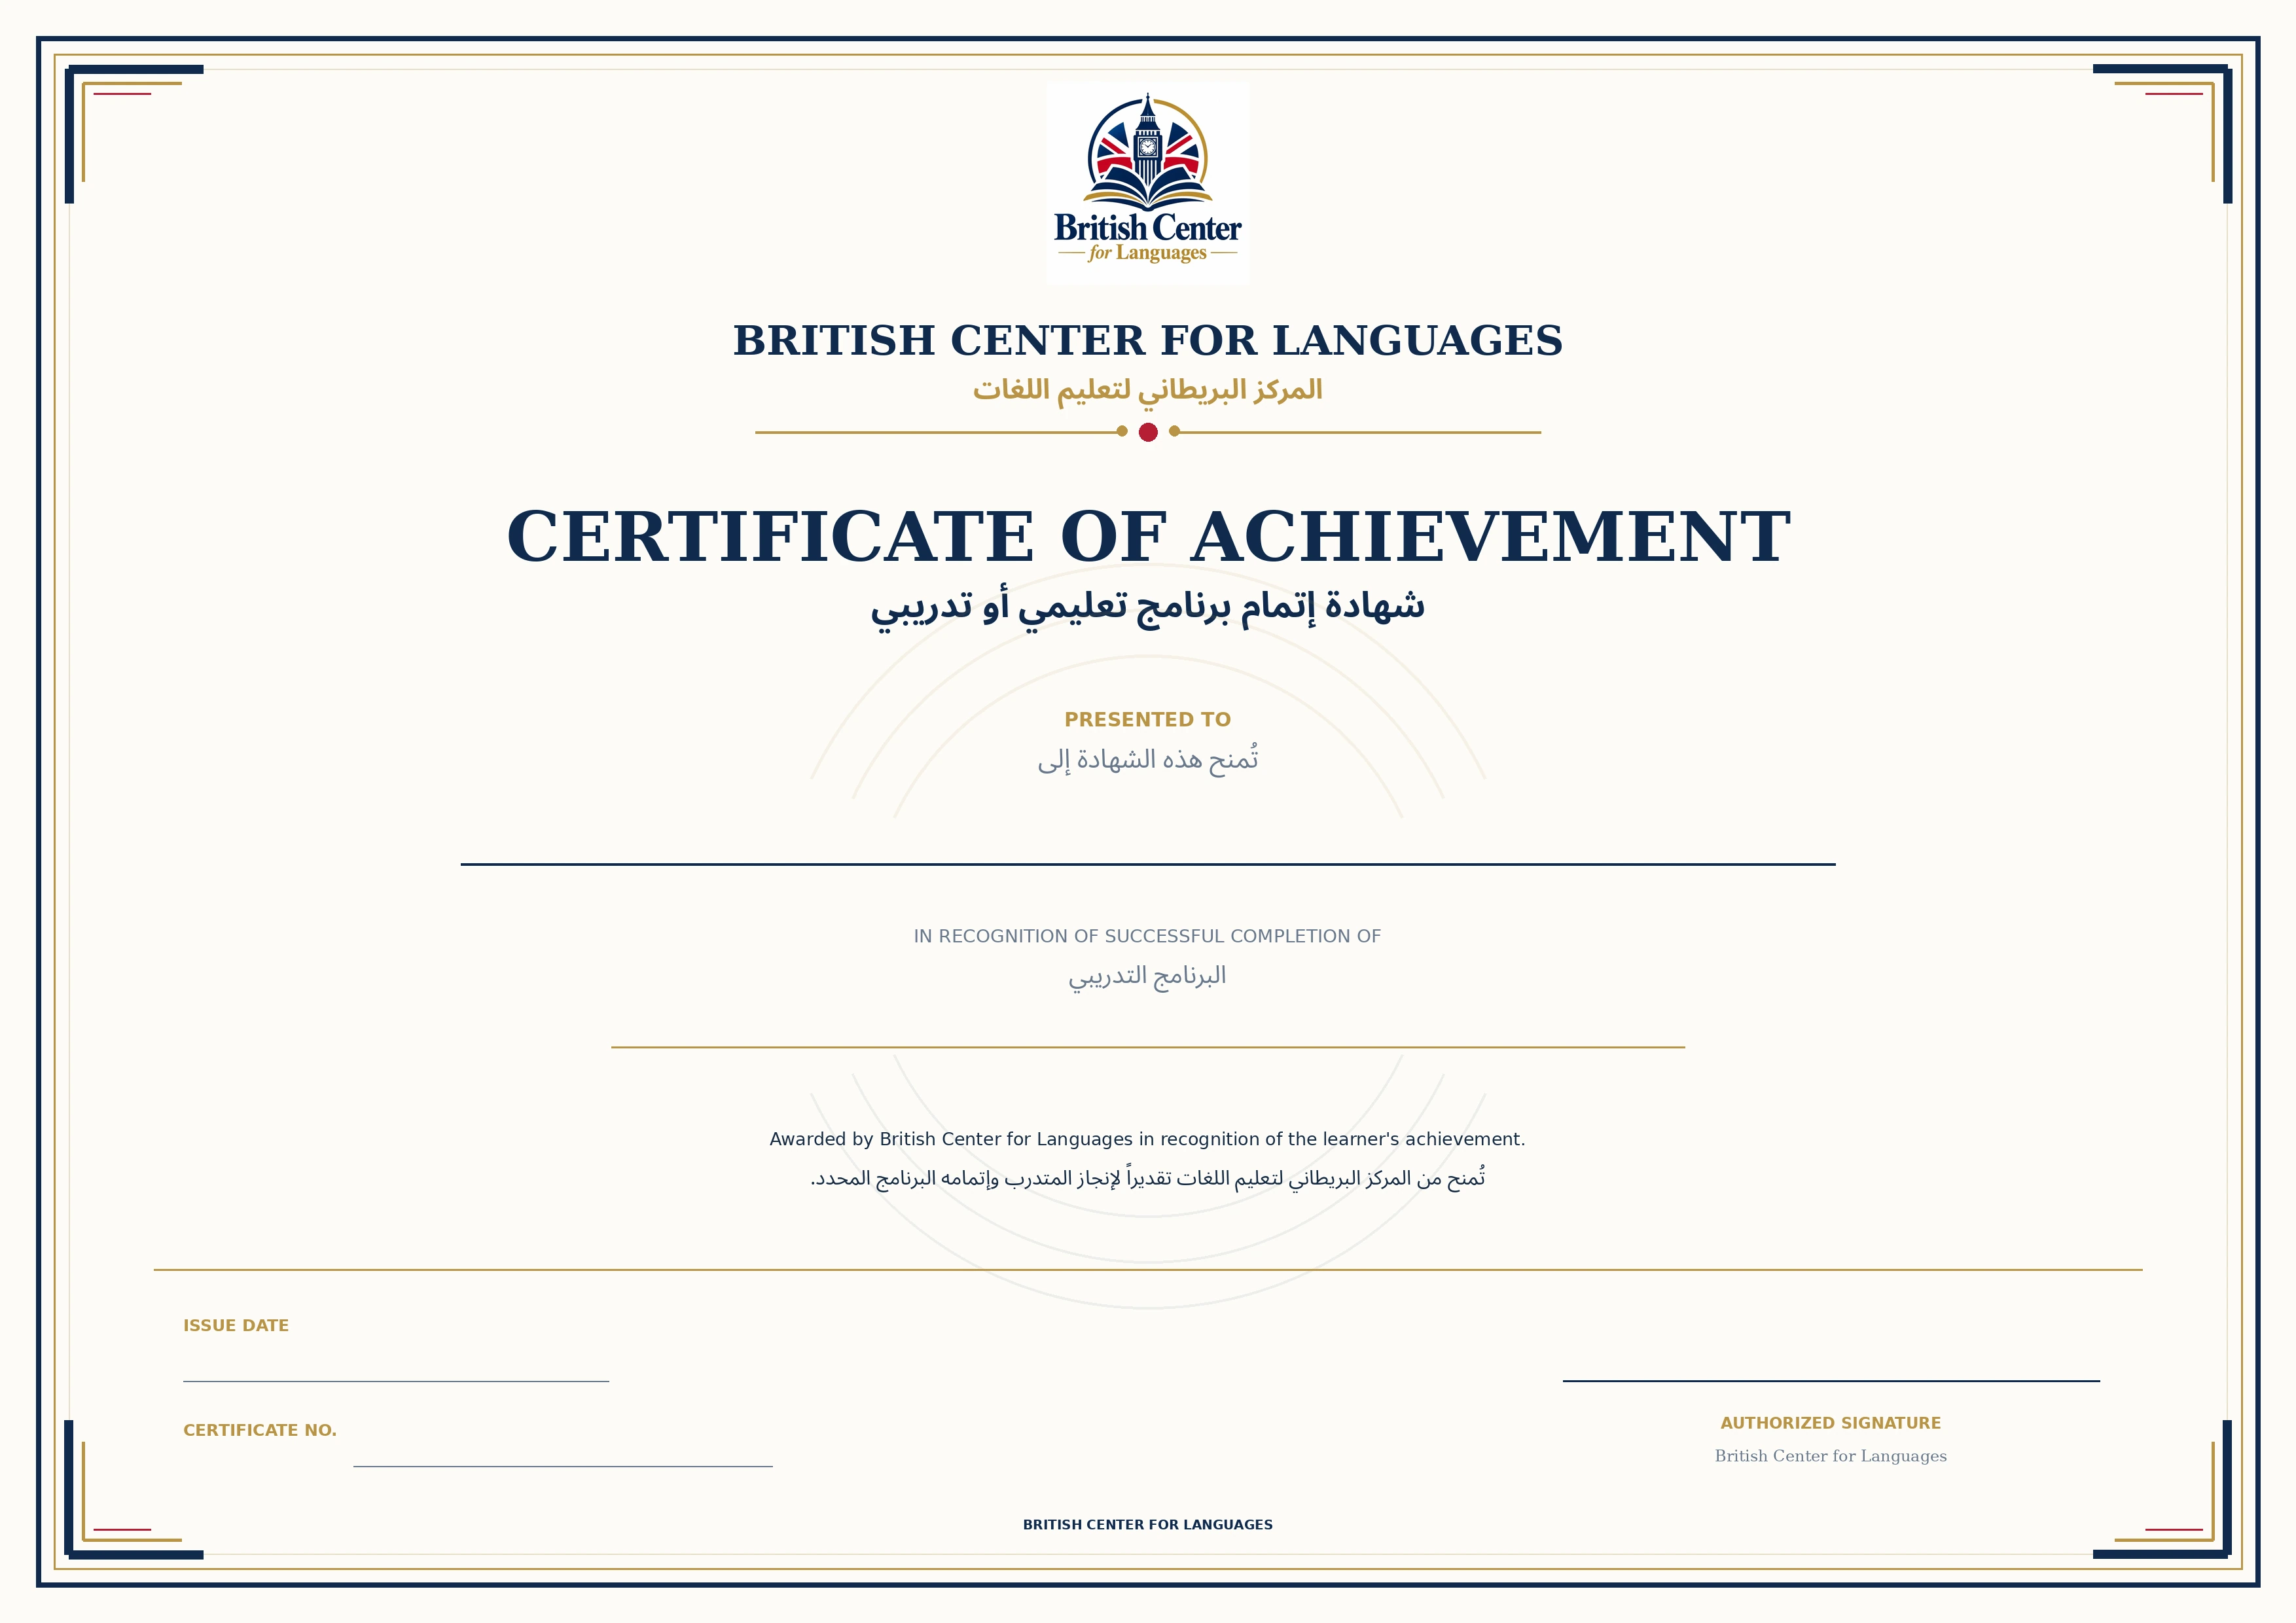 British Center
for Languages
BRITISH CENTER FOR LANGUAGES
المركز البريطاني لتعليم اللغات
CERTIFICATE OF ACHIEVEMENT
شهادة إتمام برنامج تعليمي أو تدريبي
PRESENTED TO
تُمنح هذه الشهادة إلى
IN RECOGNITION OF SUCCESSFUL COMPLETION OF
البرنامج التدريبي
Awarded by British Center for Languages in recognition of the learner's achievement.
تُمنح من المركز البريطاني لتعليم اللغات تقديراً لإنجاز المتدرب وإتمامه البرنامج المحدد.
ISSUE DATE
CERTIFICATE NO.
AUTHORIZED SIGNATURE
British Center for Languages
BRITISH CENTER FOR LANGUAGES